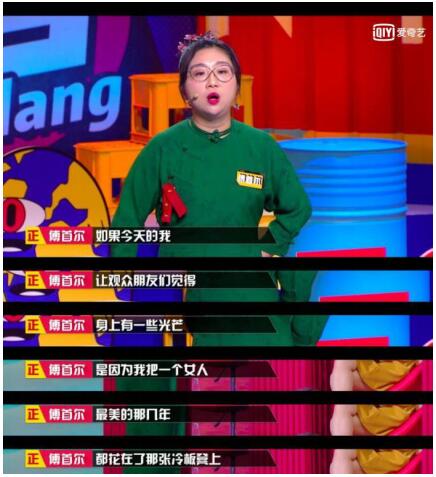 iQIYI 爱奇艺
lang
正 傅首尔 如果今天的我
正 傅首尔 让观众朋友们觉得
正 傅首尔 身上有一些光芒
正 傅首尔 是因为我把一个女人
正 傅首尔 最美的那几年
正 傅首尔 都花在了那张冷板凳上